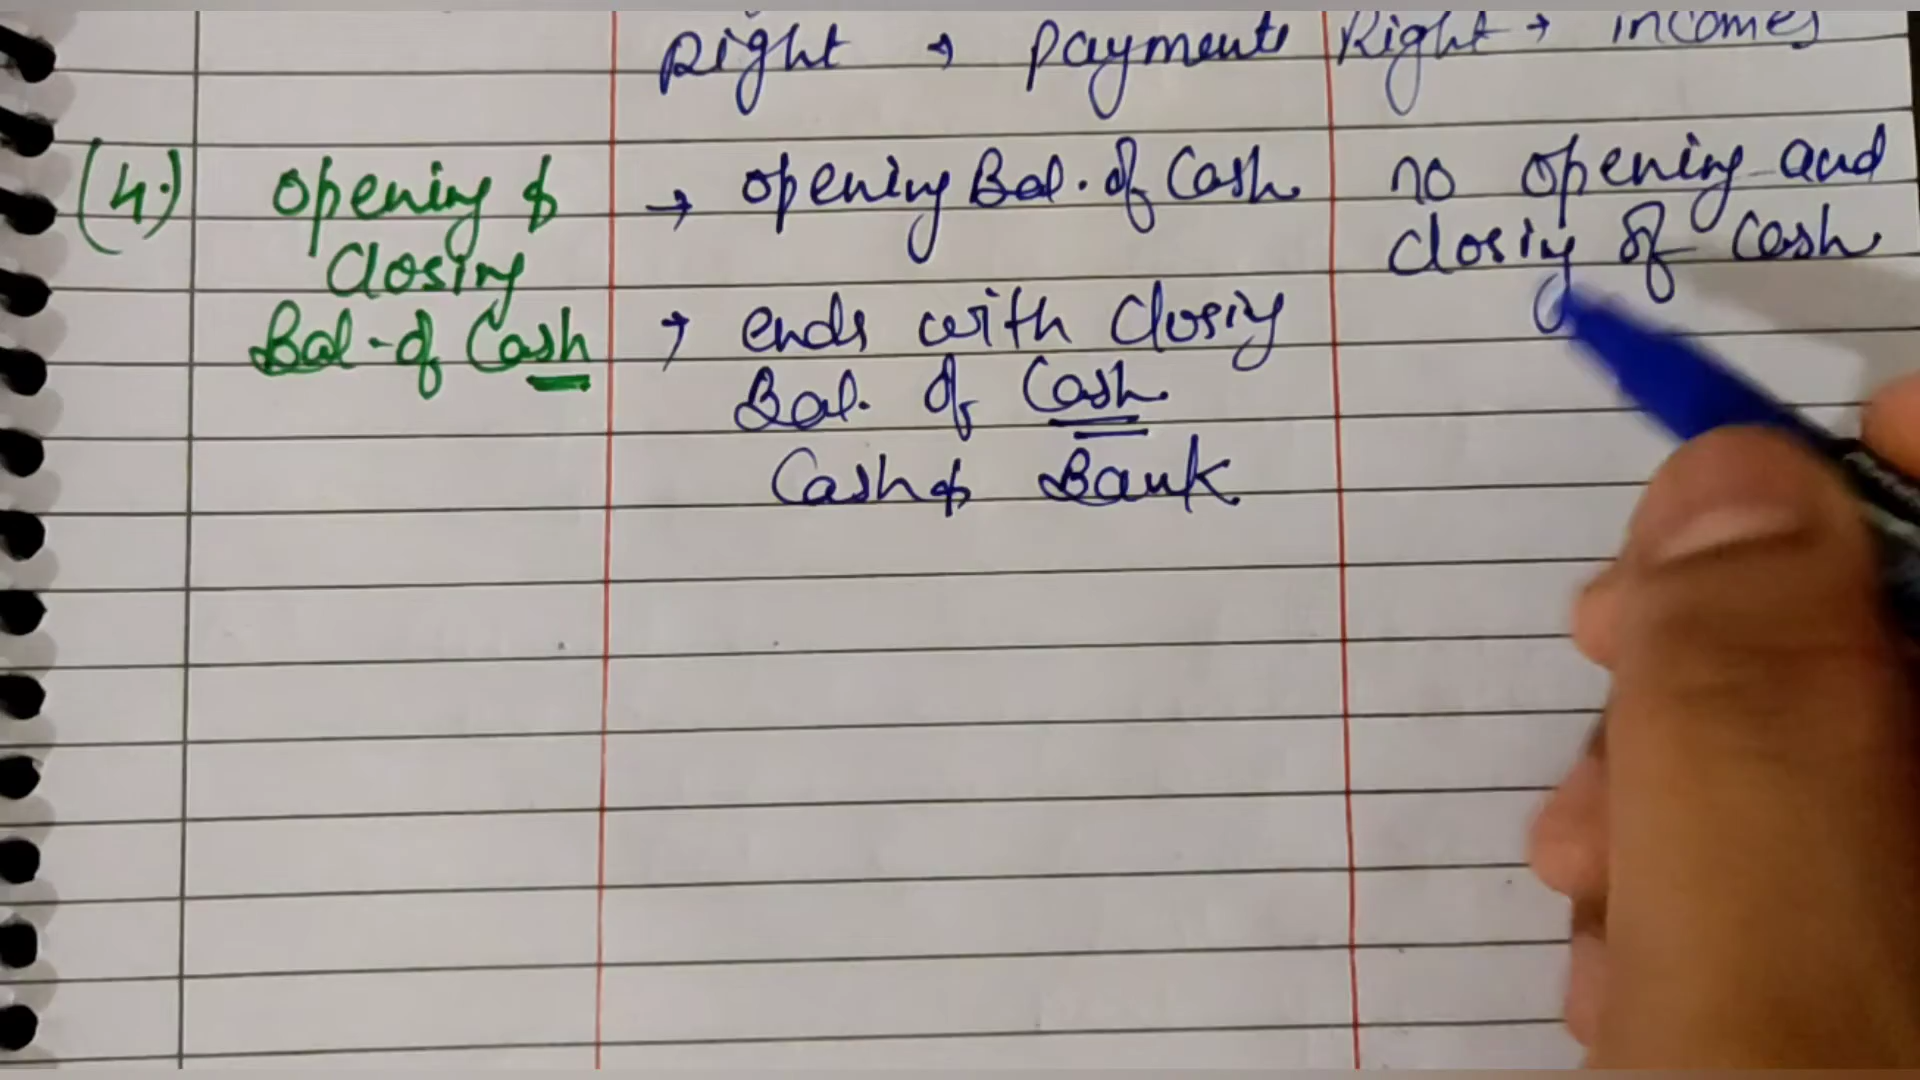 Right → Payments Right → incomes
(4.) Opening & → opening Bal. of Cash no opening and
Closing closing of cash
Bal. of Cash → ends with closing
Bal. of Cash
Cash & Bank